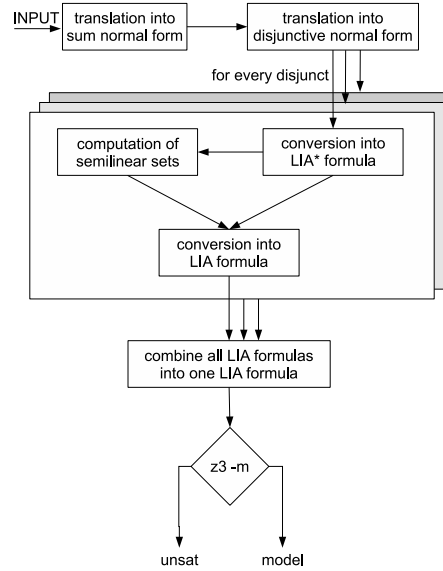 INPUT
translation into
sum normal form
translation into
disjunctive normal form
for every disjunct
computation of
semilinear sets
conversion into
LIA* formula
conversion into
LIA formula
combine all LIA formulas
into one LIA formula
z3 -m
unsat
model